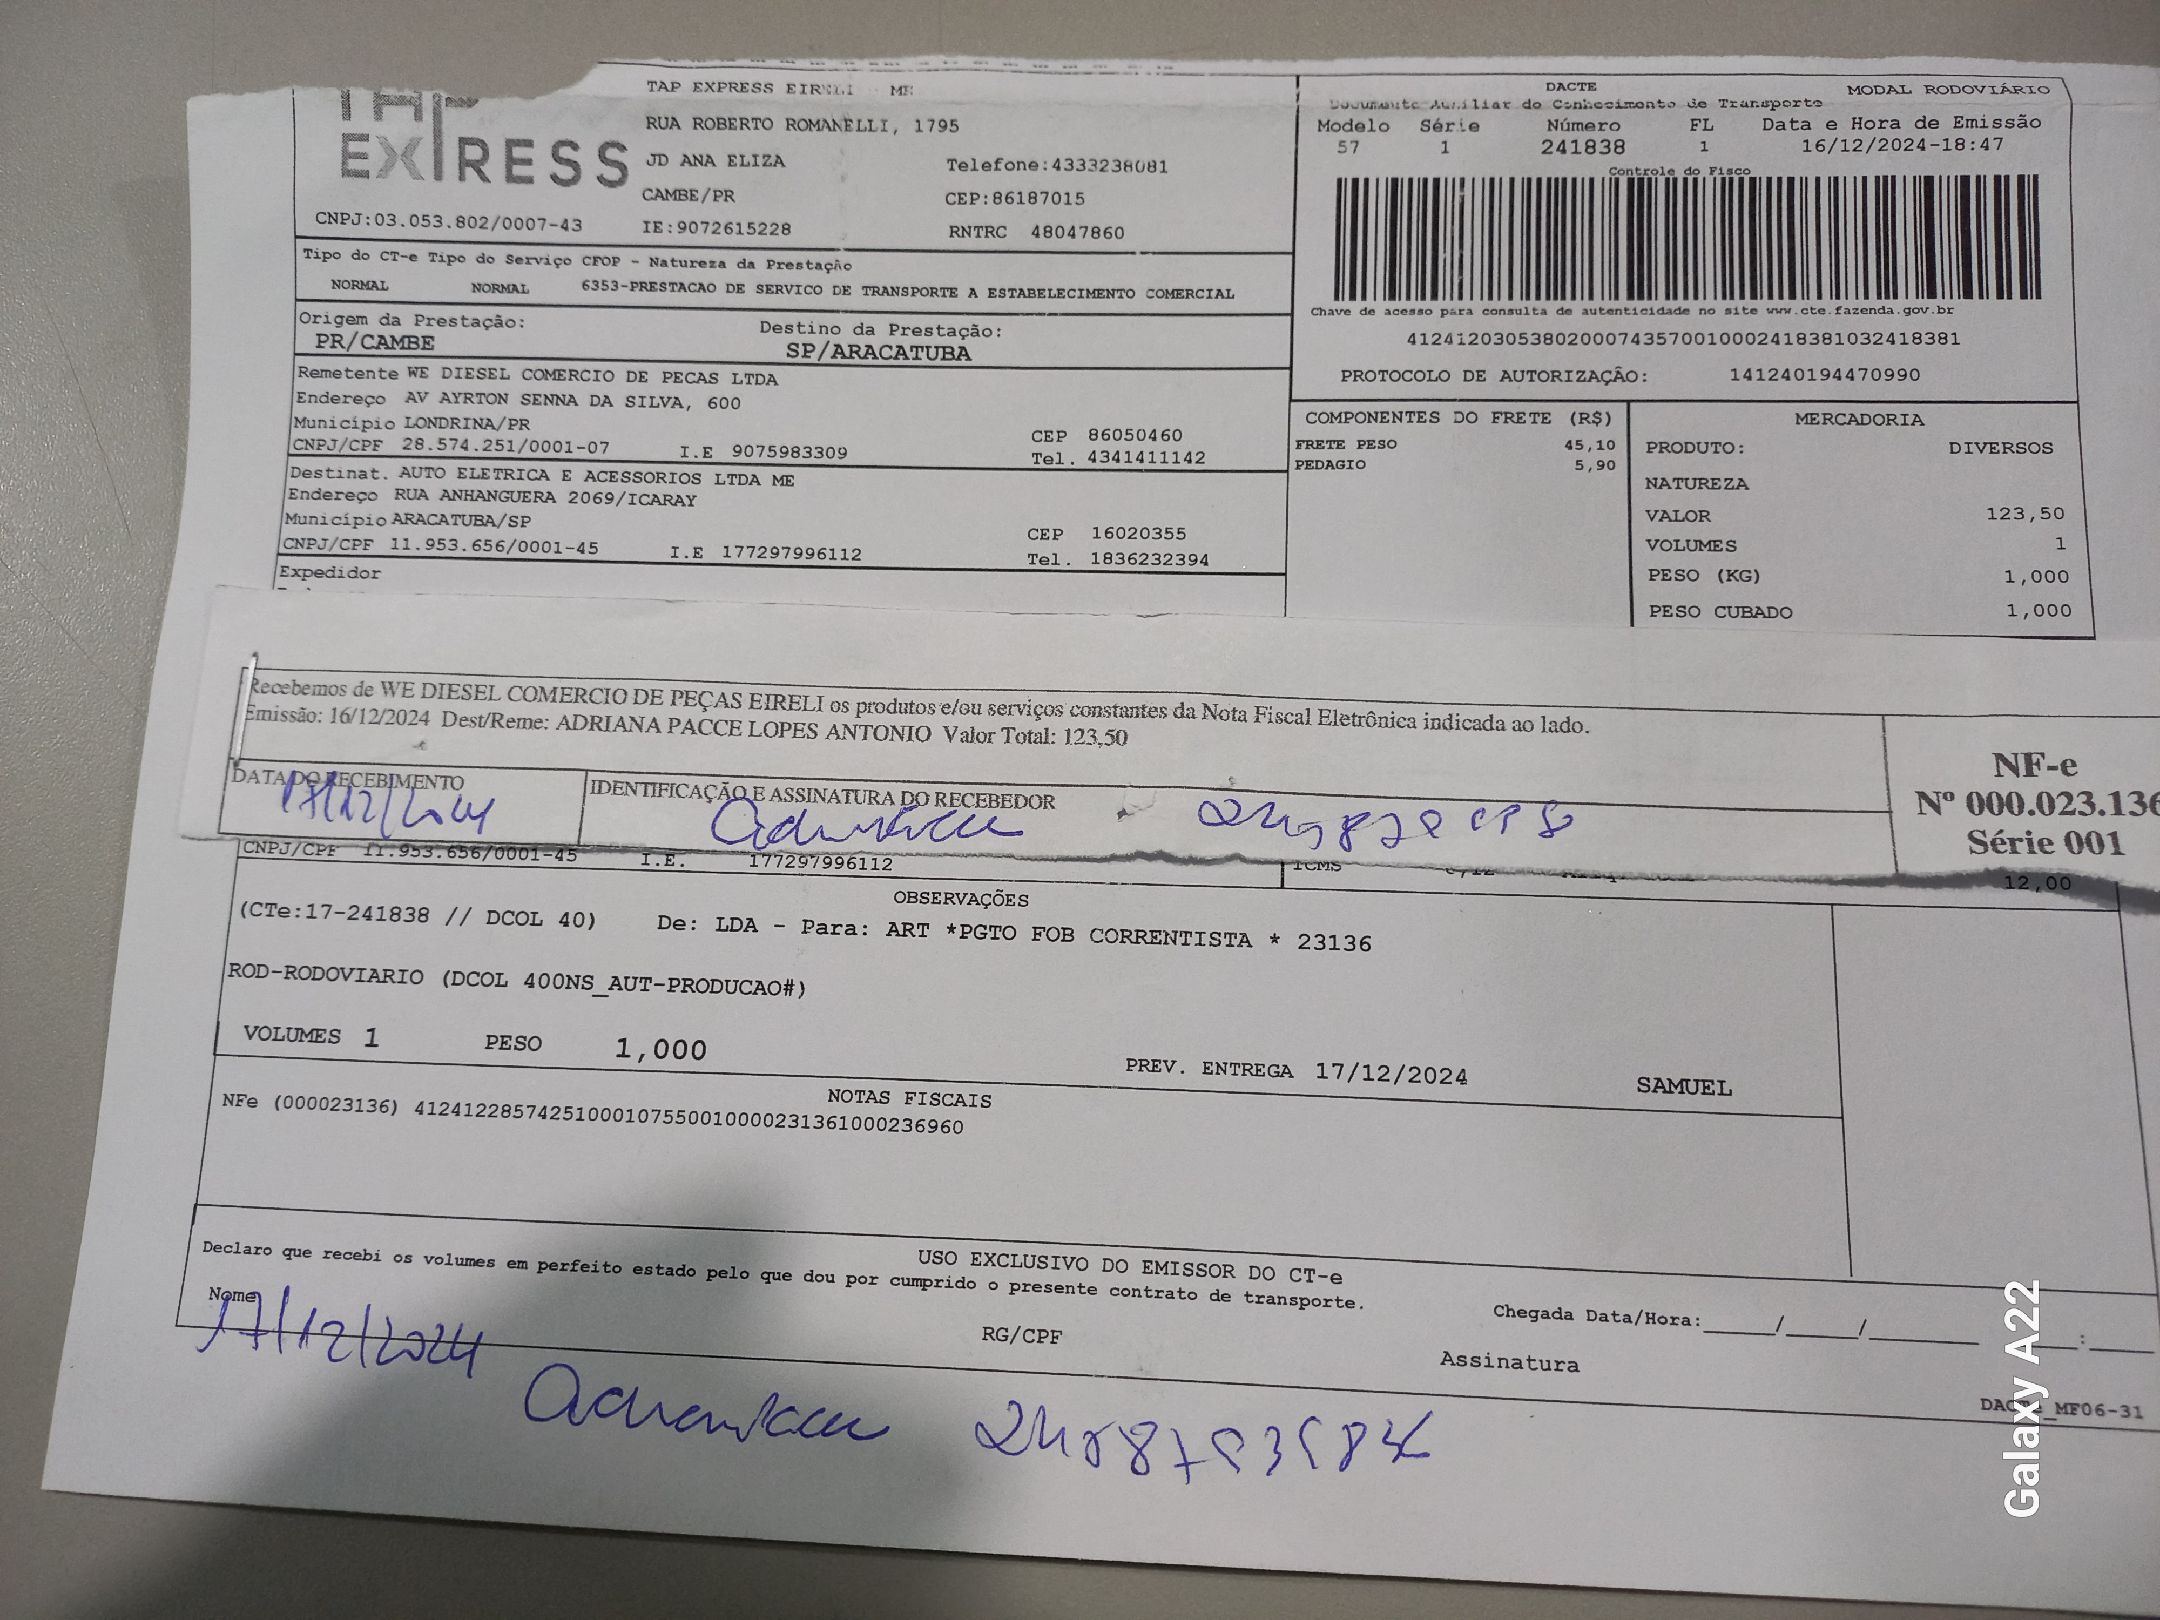 TAP EXPRESS EIRELI ME
EXPRESS
RUA ROBERTO ROMANELLI, 1795
JD ANA ELIZA Telefone:4333238081
CAMBE/PR CEP:86187015
CNPJ:03.053.802/0007-43 IE:9072615228 RNTRC 48047860
DACTE MODAL RODOVIÁRIO
Documento Auxiliar do Conhecimento de Transporte
Modelo Série Número FL Data e Hora de Emissão
57 1 241838 1 16/12/2024-18:47
Controle do Fisco
Chave de acesso para consulta de autenticidade no site www.cte.fazenda.gov.br
41241203053802000743570010002418381032418381
PROTOCOLO DE AUTORIZAÇÃO: 141240194470990
Tipo do CT-e Tipo do Serviço CFOP - Natureza da Prestação
NORMAL NORMAL 6353-PRESTACAO DE SERVICO DE TRANSPORTE A ESTABELECIMENTO COMERCIAL
Origem da Prestação: Destino da Prestação:
PR/CAMBE SP/ARACATUBA
Remetente WE DIESEL COMERCIO DE PECAS LTDA
Endereço AV AYRTON SENNA DA SILVA, 600
Município LONDRINA/PR CEP 86050460
CNPJ/CPF 28.574.251/0001-07 I.E 9075983309 Tel. 4341411142
Destinat. AUTO ELETRICA E ACESSORIOS LTDA ME
Endereço RUA ANHANGUERA 2069/ICARAY
Município ARACATUBA/SP CEP 16020355
CNPJ/CPF 11.953.656/0001-45 I.E 177297996112 Tel. 1836232394
Expedidor
COMPONENTES DO FRETE (R$)
FRETE PESO 45,10
PEDAGIO 5,90
MERCADORIA
PRODUTO: DIVERSOS
NATUREZA
VALOR 123,50
VOLUMES 1
PESO (KG) 1,000
PESO CUBADO 1,000
Recebemos de WE DIESEL COMERCIO DE PEÇAS EIRELI os produtos e/ou serviços constantes da Nota Fiscal Eletrônica indicada ao lado.
Emissão: 16/12/2024 Dest/Reme: ADRIANA PACCE LOPES ANTONIO Valor Total: 123,50
DATA DO RECEBIMENTO IDENTIFICAÇÃO E ASSINATURA DO RECEBEDOR
17/12/2024
NF-e
Nº 000.023.136
Série 001
CNPJ/CPF 11.953.656/0001-45 I.E. 177297996112 ICMS 12,00
OBSERVAÇÕES
(CTe:17-241838 // DCOL 40) De: LDA - Para: ART *PGTO FOB CORRENTISTA * 23136
ROD-RODOVIARIO (DCOL 400NS_AUT-PRODUCAO#)
VOLUMES 1 PESO 1,000 PREV. ENTREGA 17/12/2024 SAMUEL
NOTAS FISCAIS
NFe (000023136) 41241228574251000107550010000231361000236960
USO EXCLUSIVO DO EMISSOR DO CT-e
Declaro que recebi os volumes em perfeito estado pelo que dou por cumprido o presente contrato de transporte.
Nome RG/CPF Assinatura Chegada Data/Hora:____/____/______ ____:____
17/12/2024
Galaxy A22